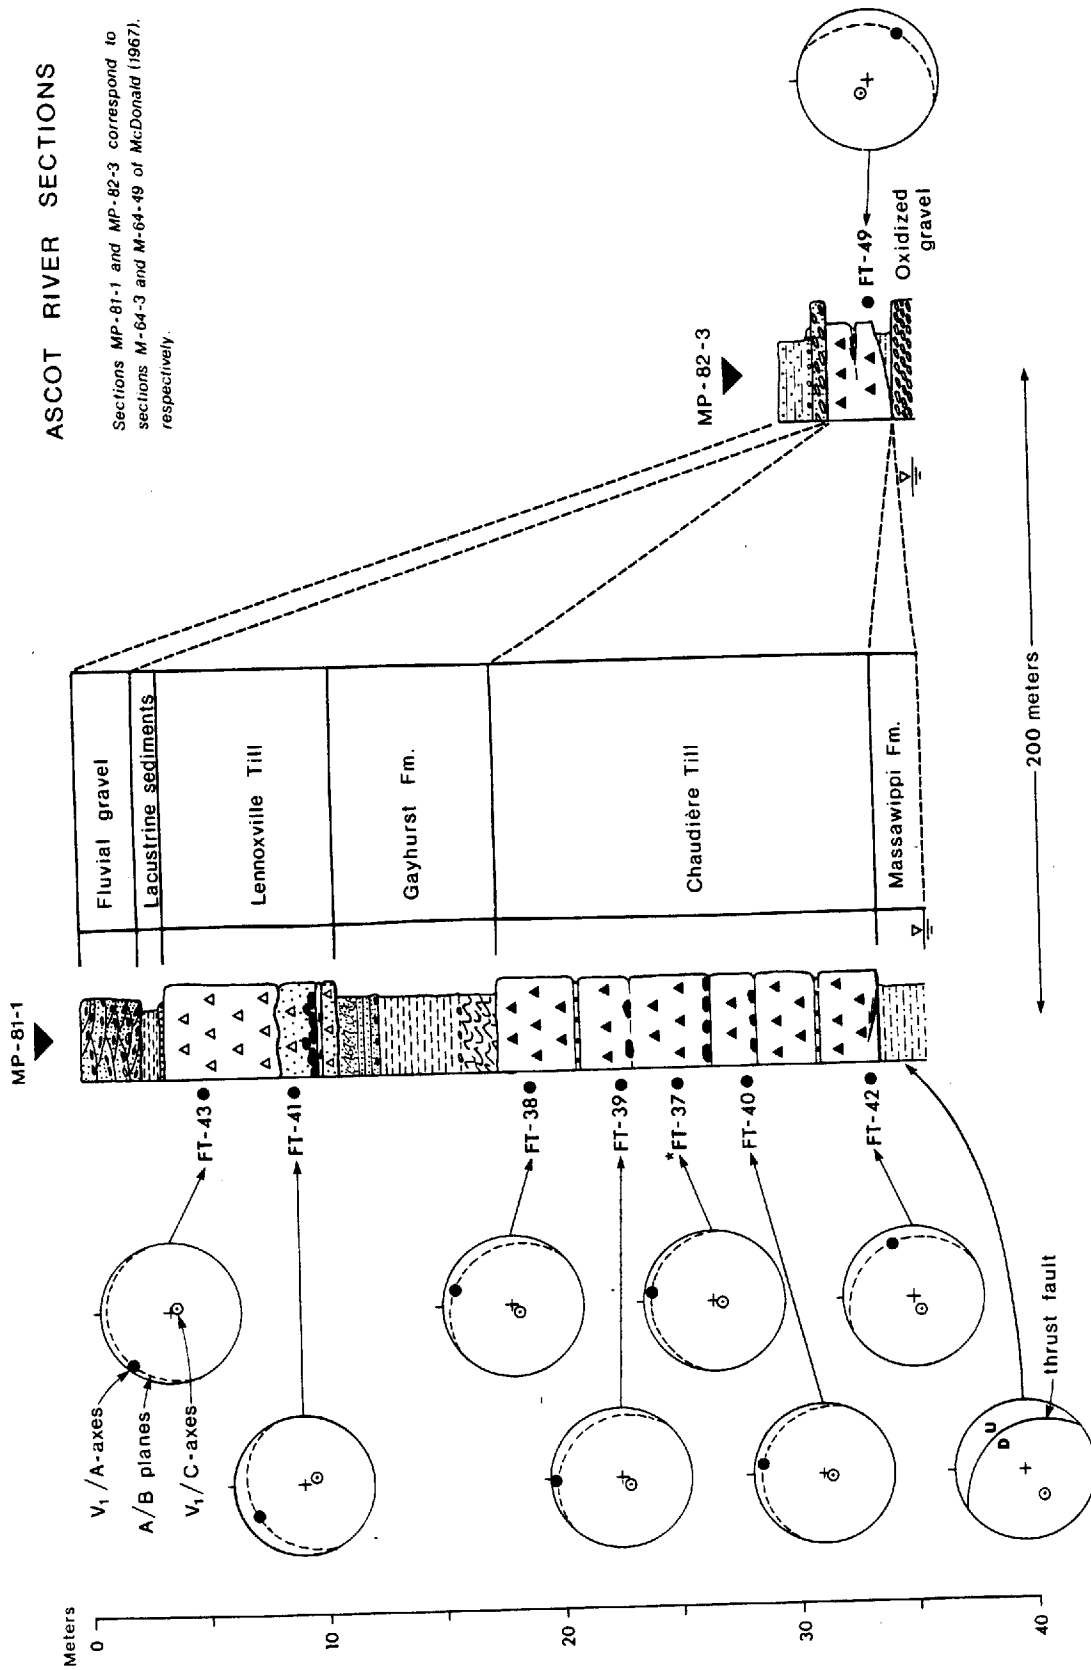 ASCOT RIVER SECTIONS
Sections MP-81-1 and MP-82-3 correspond to
sections M-64-3 and M-64-49 of McDonald (1967),
respectively.
MP-81-1
MP-82-3
Fluvial gravel
Lacustrine sediments
Lennoxville Till
Gayhurst Fm.
Chaudière Till
Massawippi Fm.
Oxidized
gravel
FT-49
200 meters
V₁/A-axes
A/B planes
V₁/C-axes
FT-43
FT-41
FT-38
FT-39
*FT-37
FT-40
FT-42
U
D
thrust fault
Meters
0
10
20
30
40